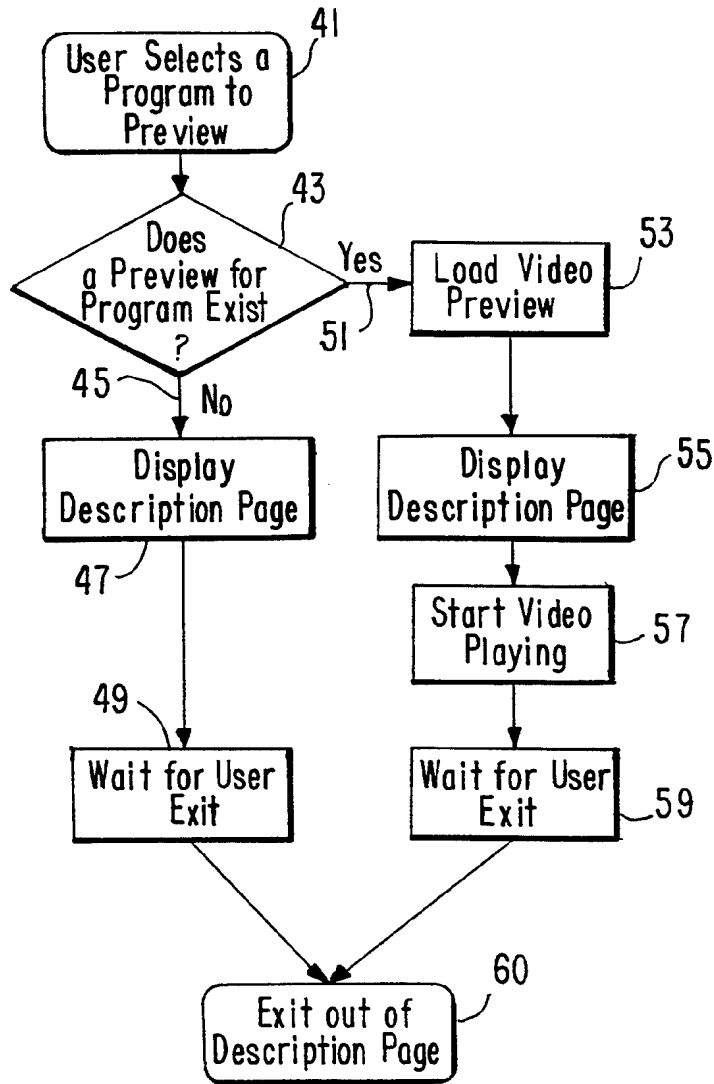 41
User Selects a
Program to
Preview
43
Does
a Preview for
Program Exist
?
Yes
51
Load Video
Preview
53
45
No
Display
Description Page
47
Display
Description Page
55
Start Video
Playing
57
49
Wait for User
Exit
Wait for User
Exit
59
60
Exit out of
Description Page